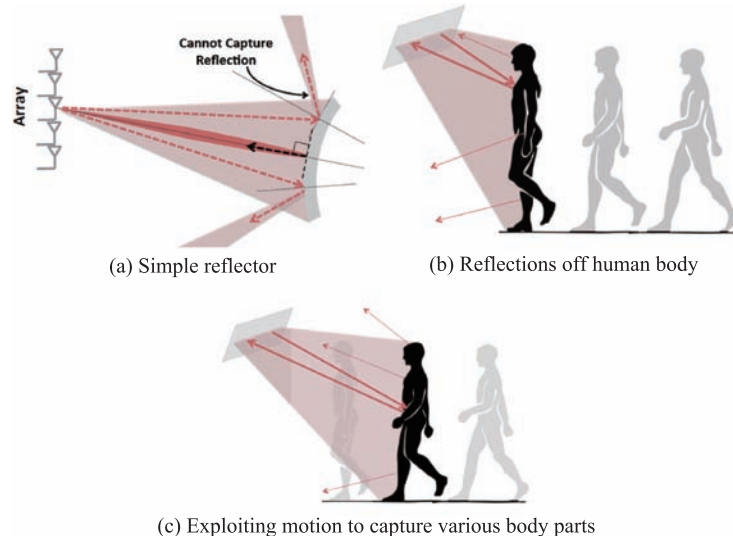 Cannot Capture
Reflection
Array
(a) Simple reflector
(b) Reflections off human body
(c) Exploiting motion to capture various body parts